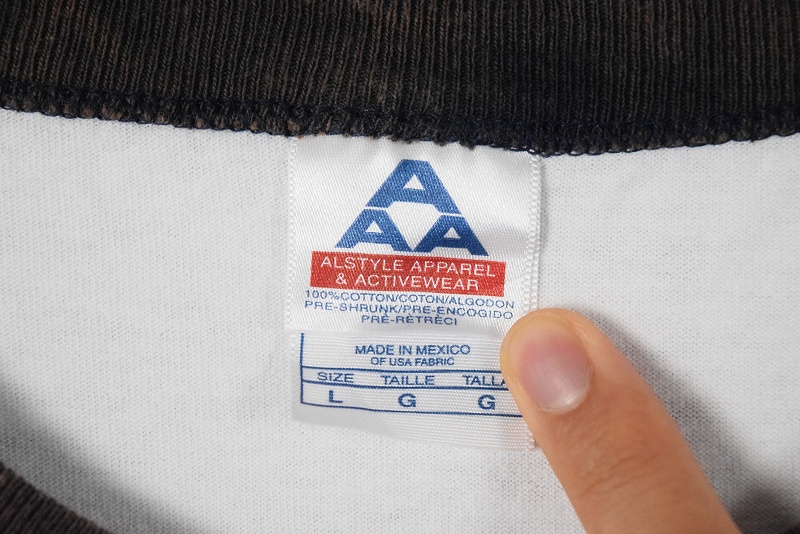 A
AA
ALSTYLE APPAREL
& ACTIVEWEAR
100%COTTON/COTON/ALGODON
PRE-SHRUNK/PRE-ENCOGIDO
PRÉ-RÉTRÉCI
MADE IN MEXICO
OF USA FABRIC
SIZE TAILLE TALLA
L G G